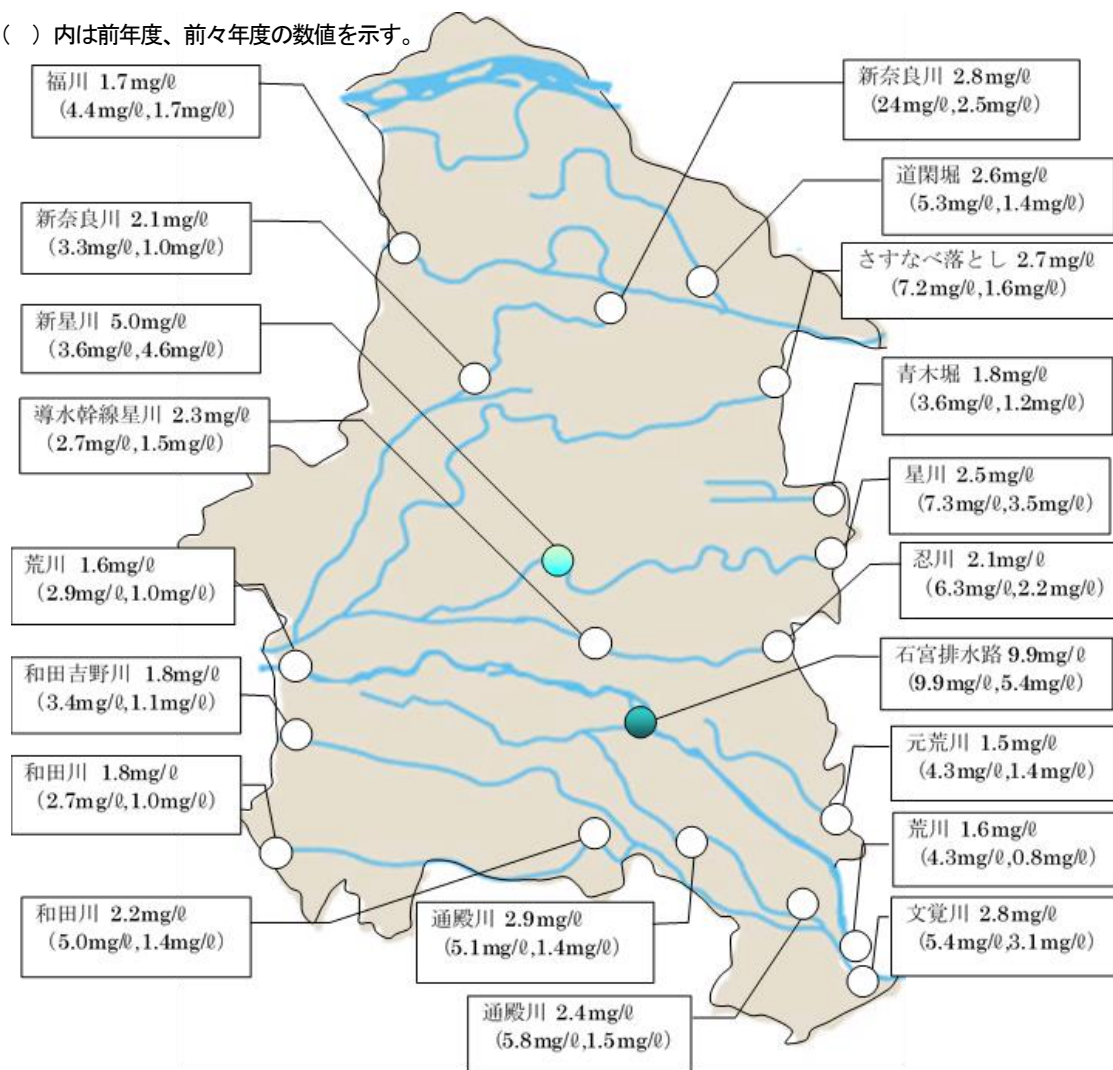 （　）内は前年度、前々年度の数値を示す。
福川 1.7mg/ℓ
(4.4mg/ℓ,1.7mg/ℓ)
新奈良川 2.8mg/ℓ
(24mg/ℓ,2.5mg/ℓ)
道閑堀 2.6mg/ℓ
(5.3mg/ℓ,1.4mg/ℓ)
新奈良川 2.1mg/ℓ
(3.3mg/ℓ,1.0mg/ℓ)
さすなべ落とし 2.7mg/ℓ
(7.2mg/ℓ,1.6mg/ℓ)
新星川 5.0mg/ℓ
(3.6mg/ℓ,4.6mg/ℓ)
青木堀 1.8mg/ℓ
(3.6mg/ℓ,1.2mg/ℓ)
導水幹線星川 2.3mg/ℓ
(2.7mg/ℓ,1.5mg/ℓ)
星川 2.5mg/ℓ
(7.3mg/ℓ,3.5mg/ℓ)
荒川 1.6mg/ℓ
(2.9mg/ℓ,1.0mg/ℓ)
忍川 2.1mg/ℓ
(6.3mg/ℓ,2.2mg/ℓ)
和田吉野川 1.8mg/ℓ
(3.4mg/ℓ,1.1mg/ℓ)
石宮排水路 9.9mg/ℓ
(9.9mg/ℓ,5.4mg/ℓ)
和田川 1.8mg/ℓ
(2.7mg/ℓ,1.0mg/ℓ)
元荒川 1.5mg/ℓ
(4.3mg/ℓ,1.4mg/ℓ)
荒川 1.6mg/ℓ
(4.3mg/ℓ,0.8mg/ℓ)
和田川 2.2mg/ℓ
(5.0mg/ℓ,1.4mg/ℓ)
通殿川 2.9mg/ℓ
(5.1mg/ℓ,1.4mg/ℓ)
文覚川 2.8mg/ℓ
(5.4mg/ℓ,3.1mg/ℓ)
通殿川 2.4mg/ℓ
(5.8mg/ℓ,1.5mg/ℓ)